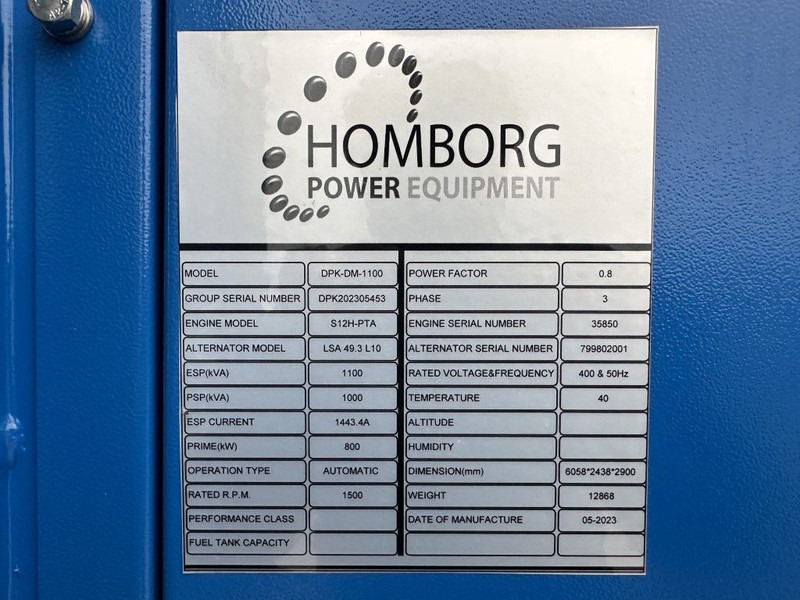 HOMBORG
POWER EQUIPMENT
MODEL DPK-DM-1100 POWER FACTOR 0.8
GROUP SERIAL NUMBER DPK202305453 PHASE 3
ENGINE MODEL S12H-PTA ENGINE SERIAL NUMBER 35850
ALTERNATOR MODEL LSA 49.3 L10 ALTERNATOR SERIAL NUMBER 799802001
ESP(kVA) 1100 RATED VOLTAGE&FREQUENCY 400 & 50Hz
PSP(kVA) 1000 TEMPERATURE 40
ESP CURRENT 1443.4A ALTITUDE
PRIME(kW) 800 HUMIDITY
OPERATION TYPE AUTOMATIC DIMENSION(mm) 6058*2438*2900
RATED R.P.M. 1500 WEIGHT 12868
PERFORMANCE CLASS DATE OF MANUFACTURE 05-2023
FUEL TANK CAPACITY